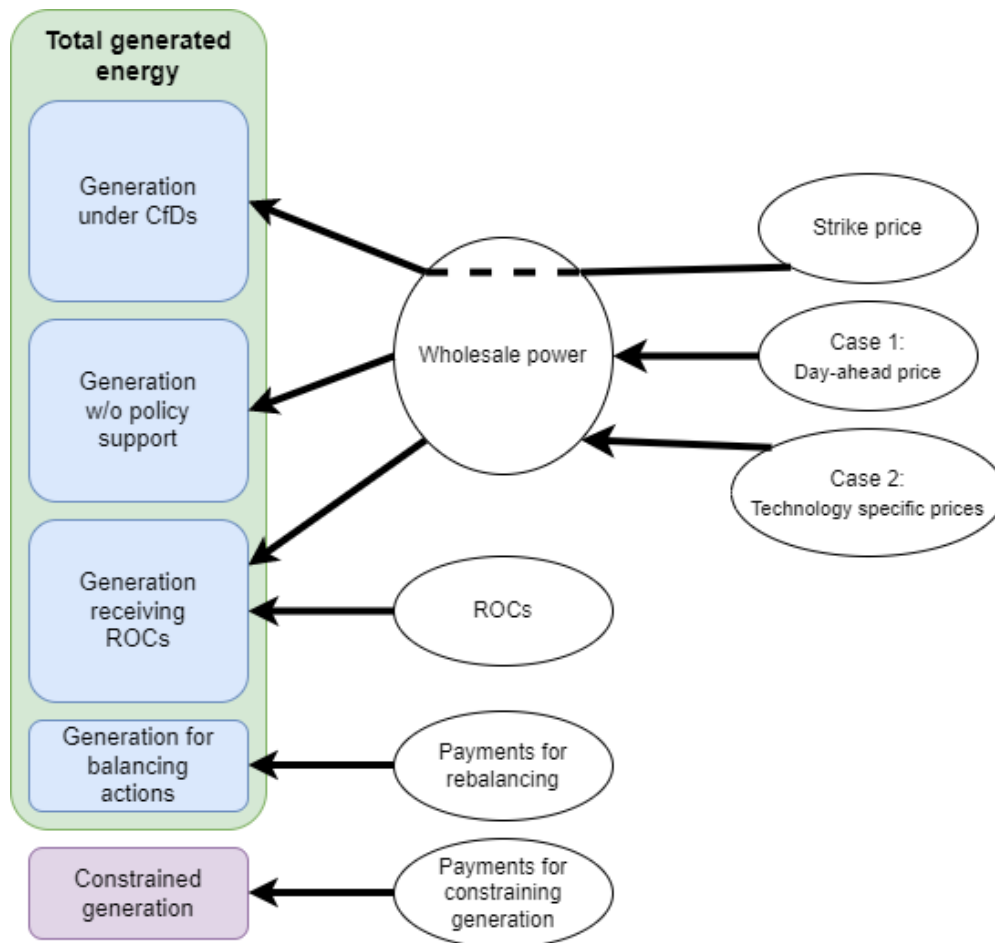 Total generated
energy
Generation
under CfDs
Strike price
Wholesale power
Case 1:
Day-ahead price
Generation
w/o policy
support
Case 2:
Technology specific prices
Generation
receiving
ROCs
ROCs
Generation for
balancing
actions
Payments for
rebalancing
Constrained
generation
Payments for
constraining
generation